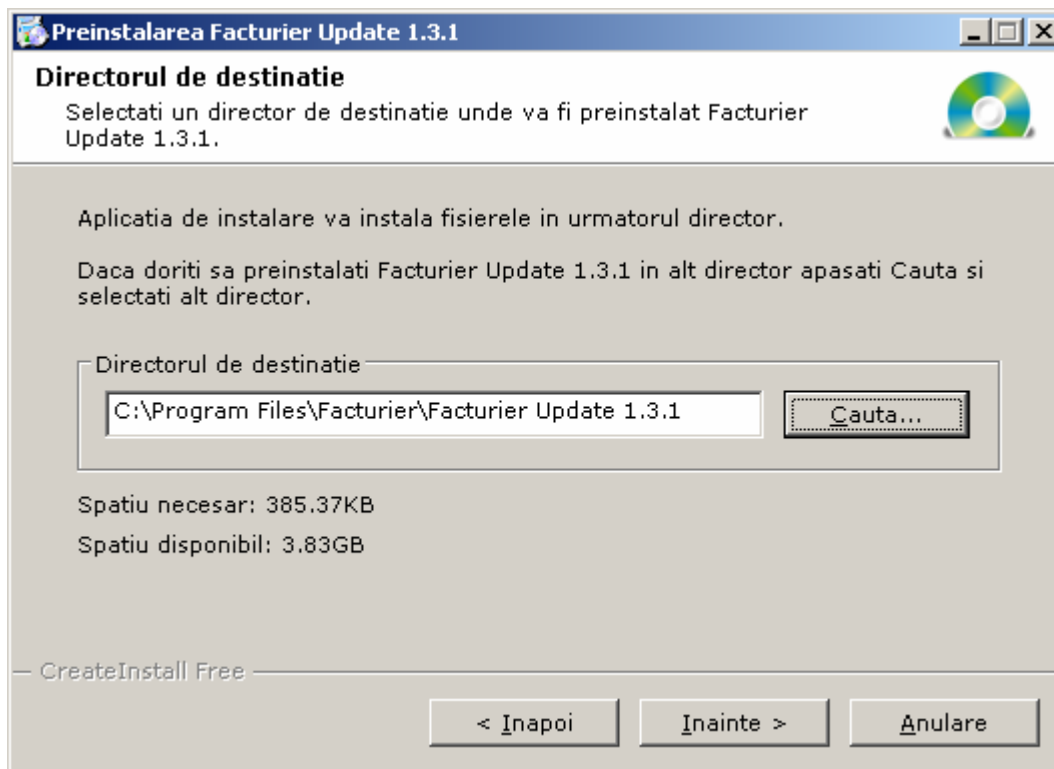 Preinstalarea Facturier Update 1.3.1
Directorul de destinatie
Selectati un director de destinatie unde va fi preinstalat Facturier
Update 1.3.1.
Aplicatia de instalare va instala fisierele in urmatorul director.
Daca doriti sa preinstalati Facturier Update 1.3.1 in alt director apasati Cauta si
selectati alt director.
Directorul de destinatie
C:\Program Files\Facturier\Facturier Update 1.3.1
Cauta...
Spatiu necesar: 385.37KB
Spatiu disponibil: 3.83GB
CreateInstall Free
< Inapoi
Inainte >
Anulare